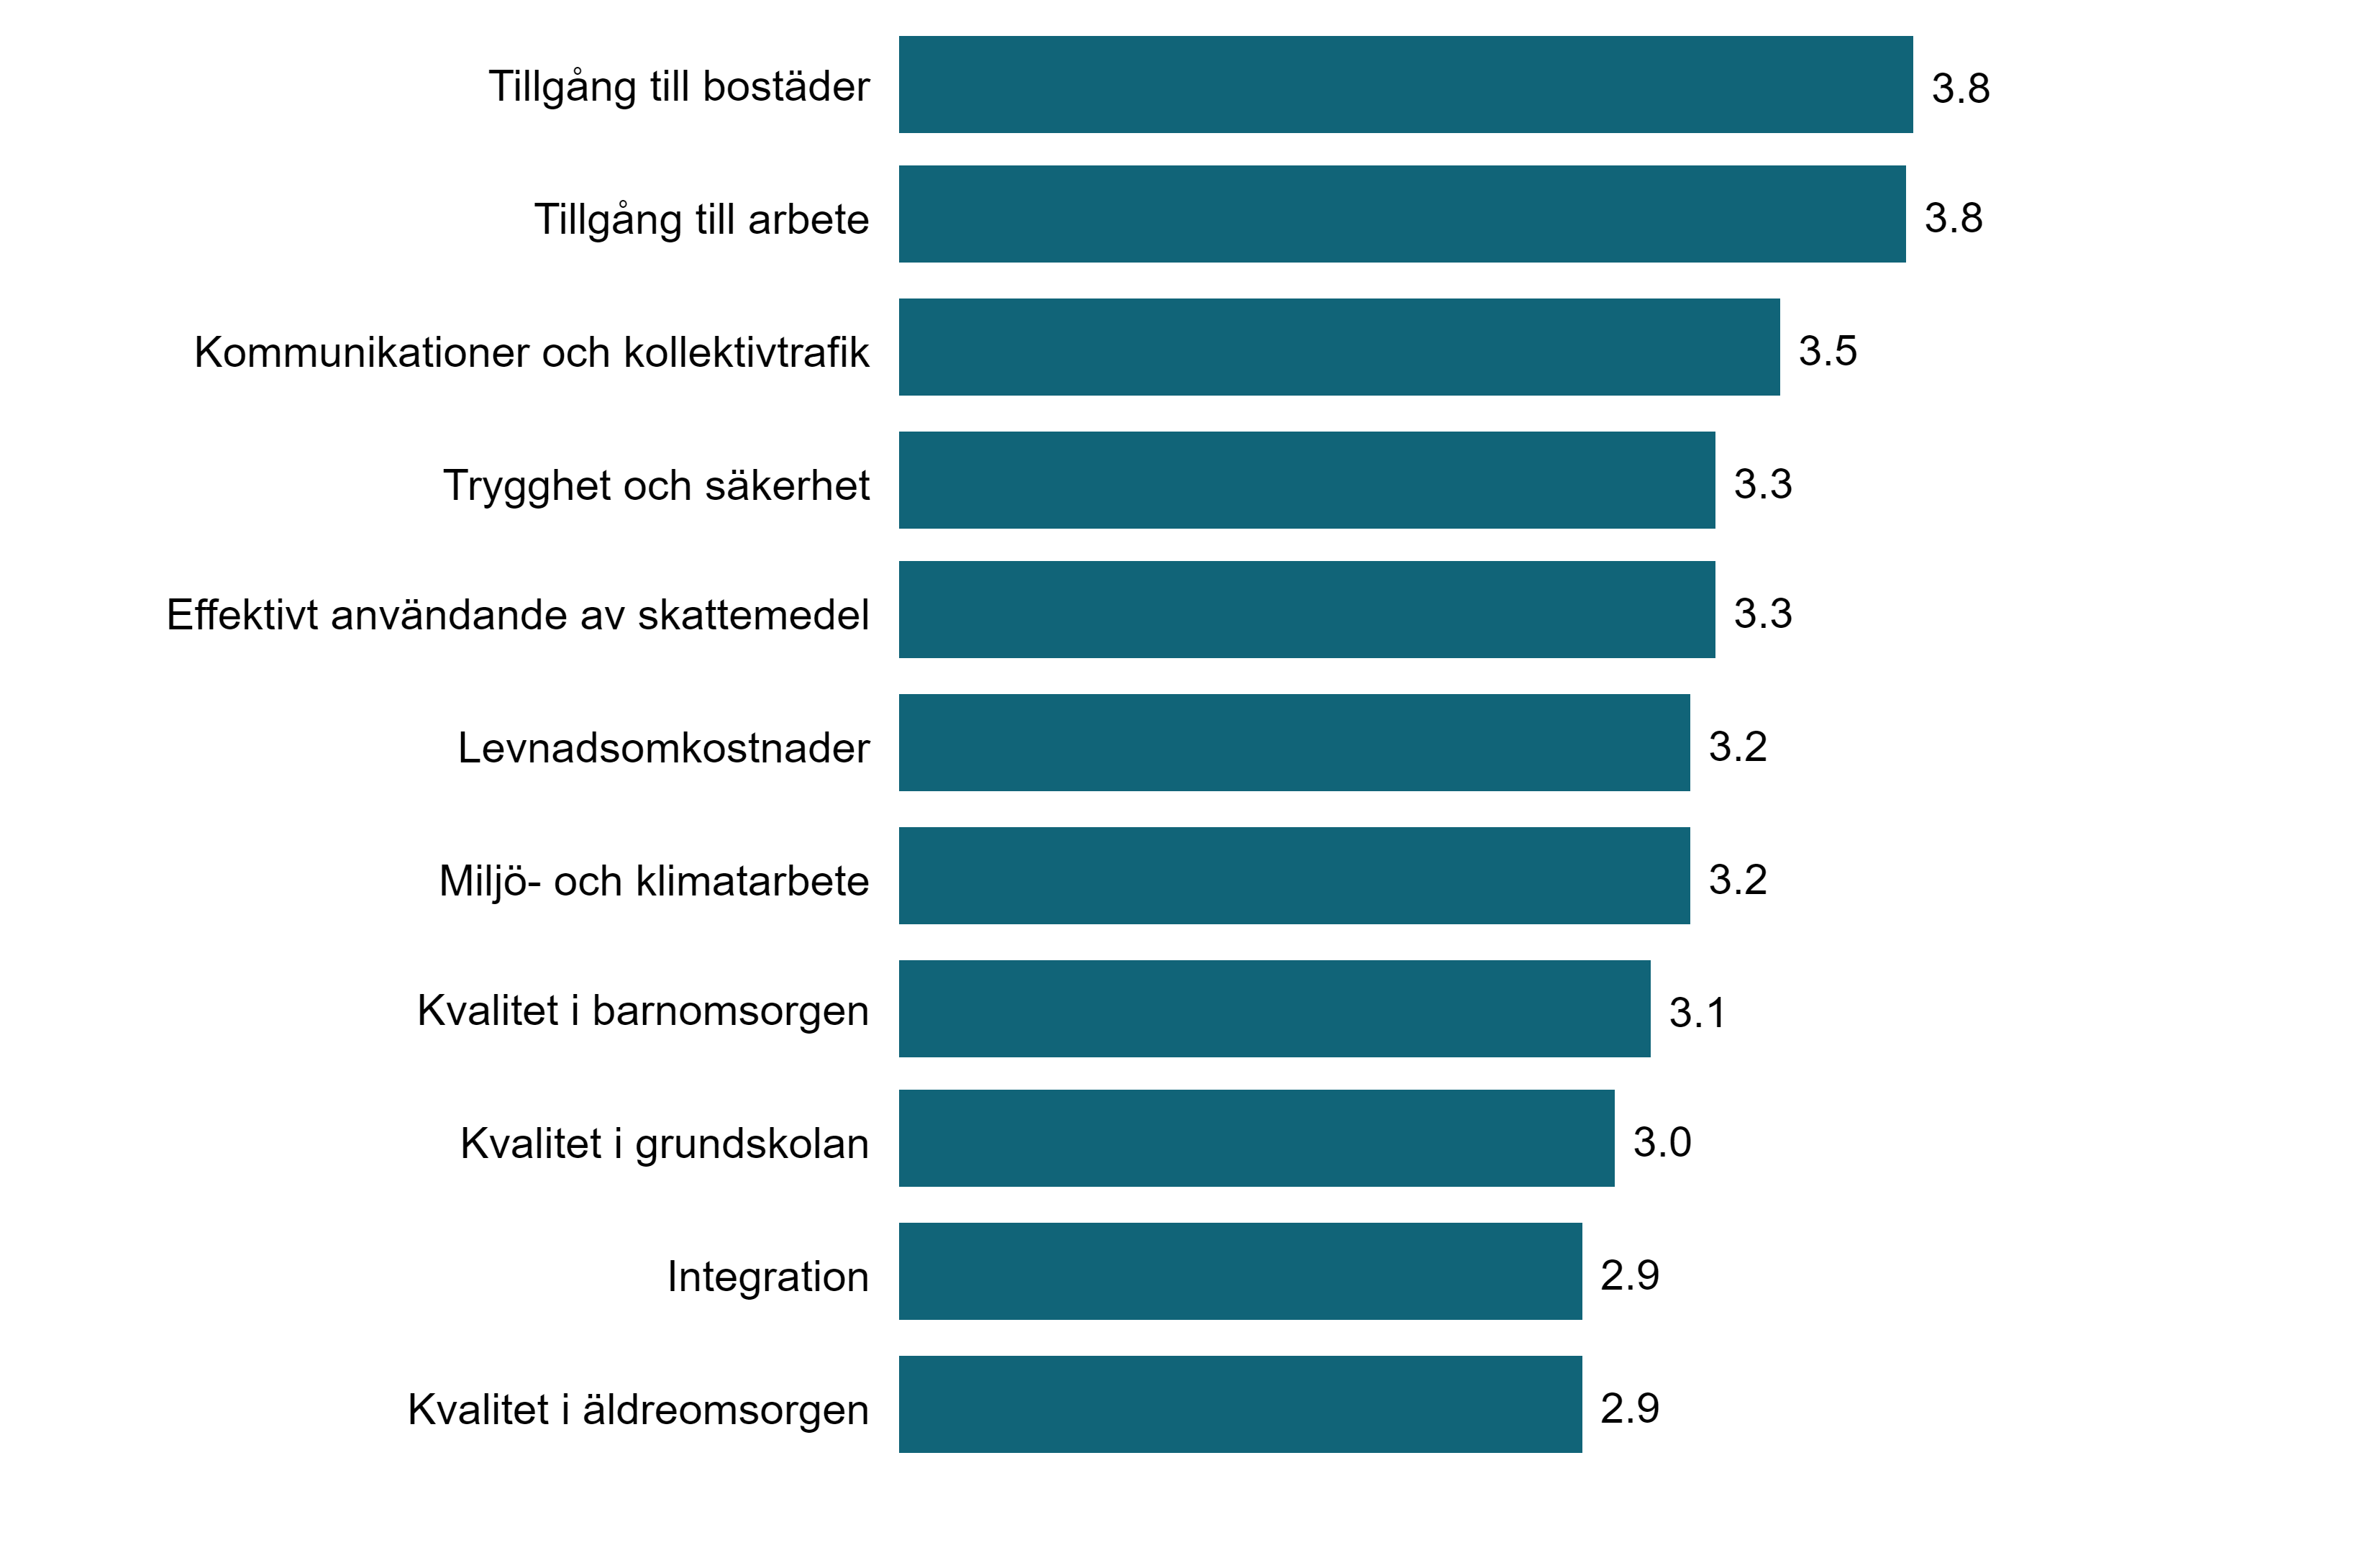 Tillgång till bostäder 3.8
Tillgång till arbete 3.8
Kommunikationer och kollektivtrafik 3.5
Trygghet och säkerhet 3.3
Effektivt användande av skattemedel 3.3
Levnadsomkostnader 3.2
Miljö- och klimatarbete 3.2
Kvalitet i barnomsorgen 3.1
Kvalitet i grundskolan 3.0
Integration 2.9
Kvalitet i äldreomsorgen 2.9